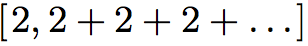 [2, 2 + 2 + 2 + ...]